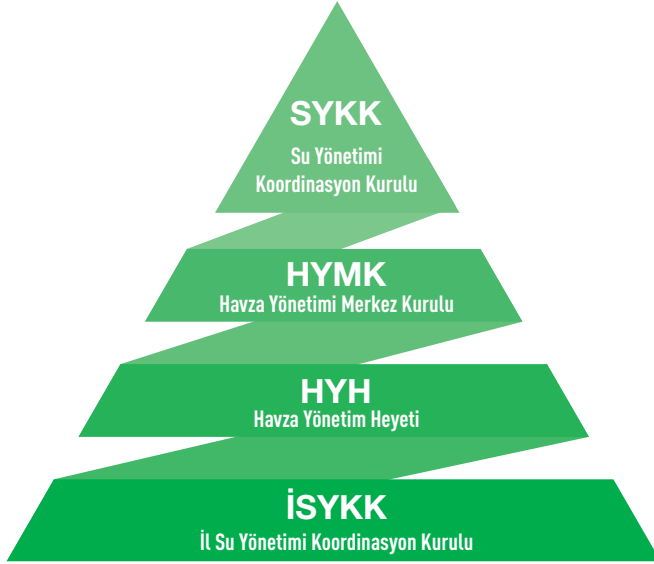 SYKK
Su Yönetimi
Koordinasyon Kurulu
HYMK
Havza Yönetimi Merkez Kurulu
HYH
Havza Yönetim Heyeti
İSYKK
İl Su Yönetimi Koordinasyon Kurulu